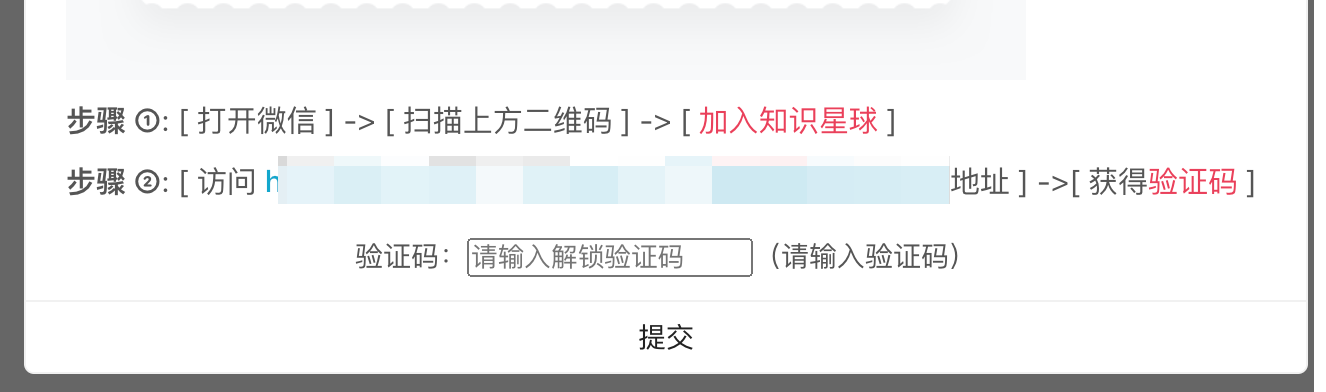 步骤 ①: [ 打开微信 ] -> [ 扫描上方二维码 ] -> [ 加入知识星球 ]
步骤 ②: [ 访问 h 地址 ] ->[ 获得验证码 ]
验证码：请输入解锁验证码（请输入验证码）
提交